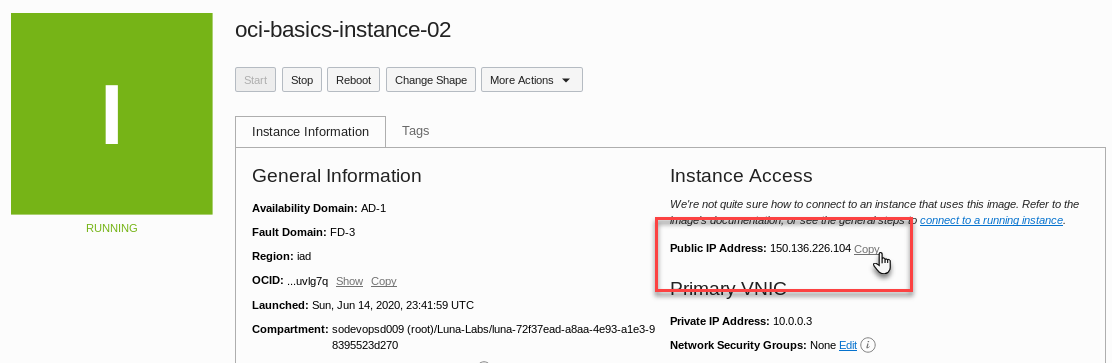 oci-basics-instance-02
I
Start Stop Reboot Change Shape More Actions
RUNNING
Instance Information Tags
General Information
Availability Domain: AD-1
Fault Domain: FD-3
Region: iad
OCID: ...uvlg7q Show Copy
Launched: Sun, Jun 14, 2020, 23:41:59 UTC
Compartment: sodevopsd009 (root)/Luna-Labs/luna-72f37ead-a8aa-4e93-a1e3-9
8395523d270
Instance Access
We're not quite sure how to connect to an instance that uses this image. Refer to the
image's documentation, or see the general steps to connect to a running instance.
Public IP Address: 150.136.226.104 Copy
Primary VNIC
Private IP Address: 10.0.0.3
Network Security Groups: None Edit i